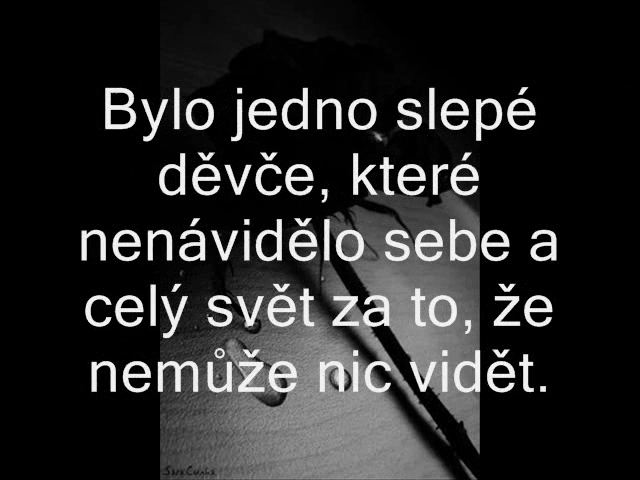 Bylo jedno slepé
děvče, které
nenávidělo sebe a
celý svět za to, že
nemůže nic vidět.